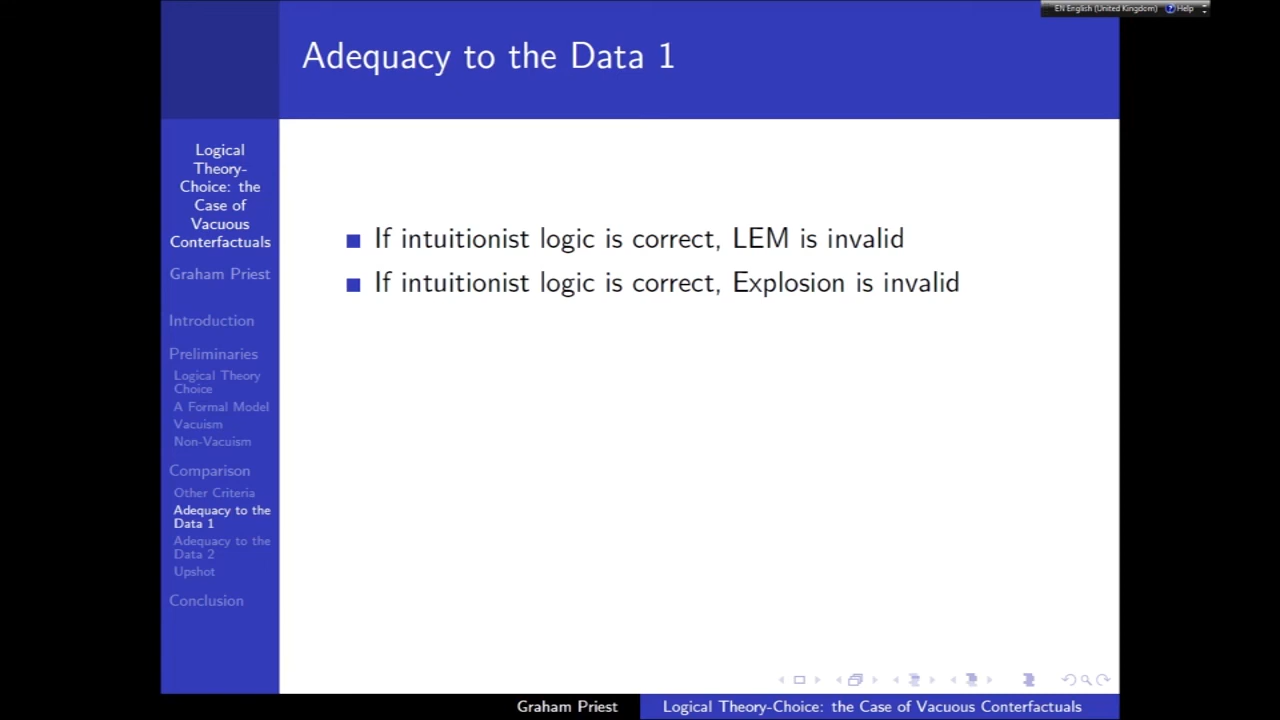 EN English (United Kingdom) Help
Adequacy to the Data 1
Logical
Theory-
Choice: the
Case of
Vacuous
Conterfactuals
Graham Priest
Introduction
Preliminaries
Logical Theory
Choice
A Formal Model
Vacuism
Non-Vacuism
Comparison
Other Criteria
Adequacy to the
Data 1
Adequacy to the
Data 2
Upshot
Conclusion
If intuitionist logic is correct, LEM is invalid
If intuitionist logic is correct, Explosion is invalid
Graham Priest
Logical Theory-Choice: the Case of Vacuous Conterfactuals